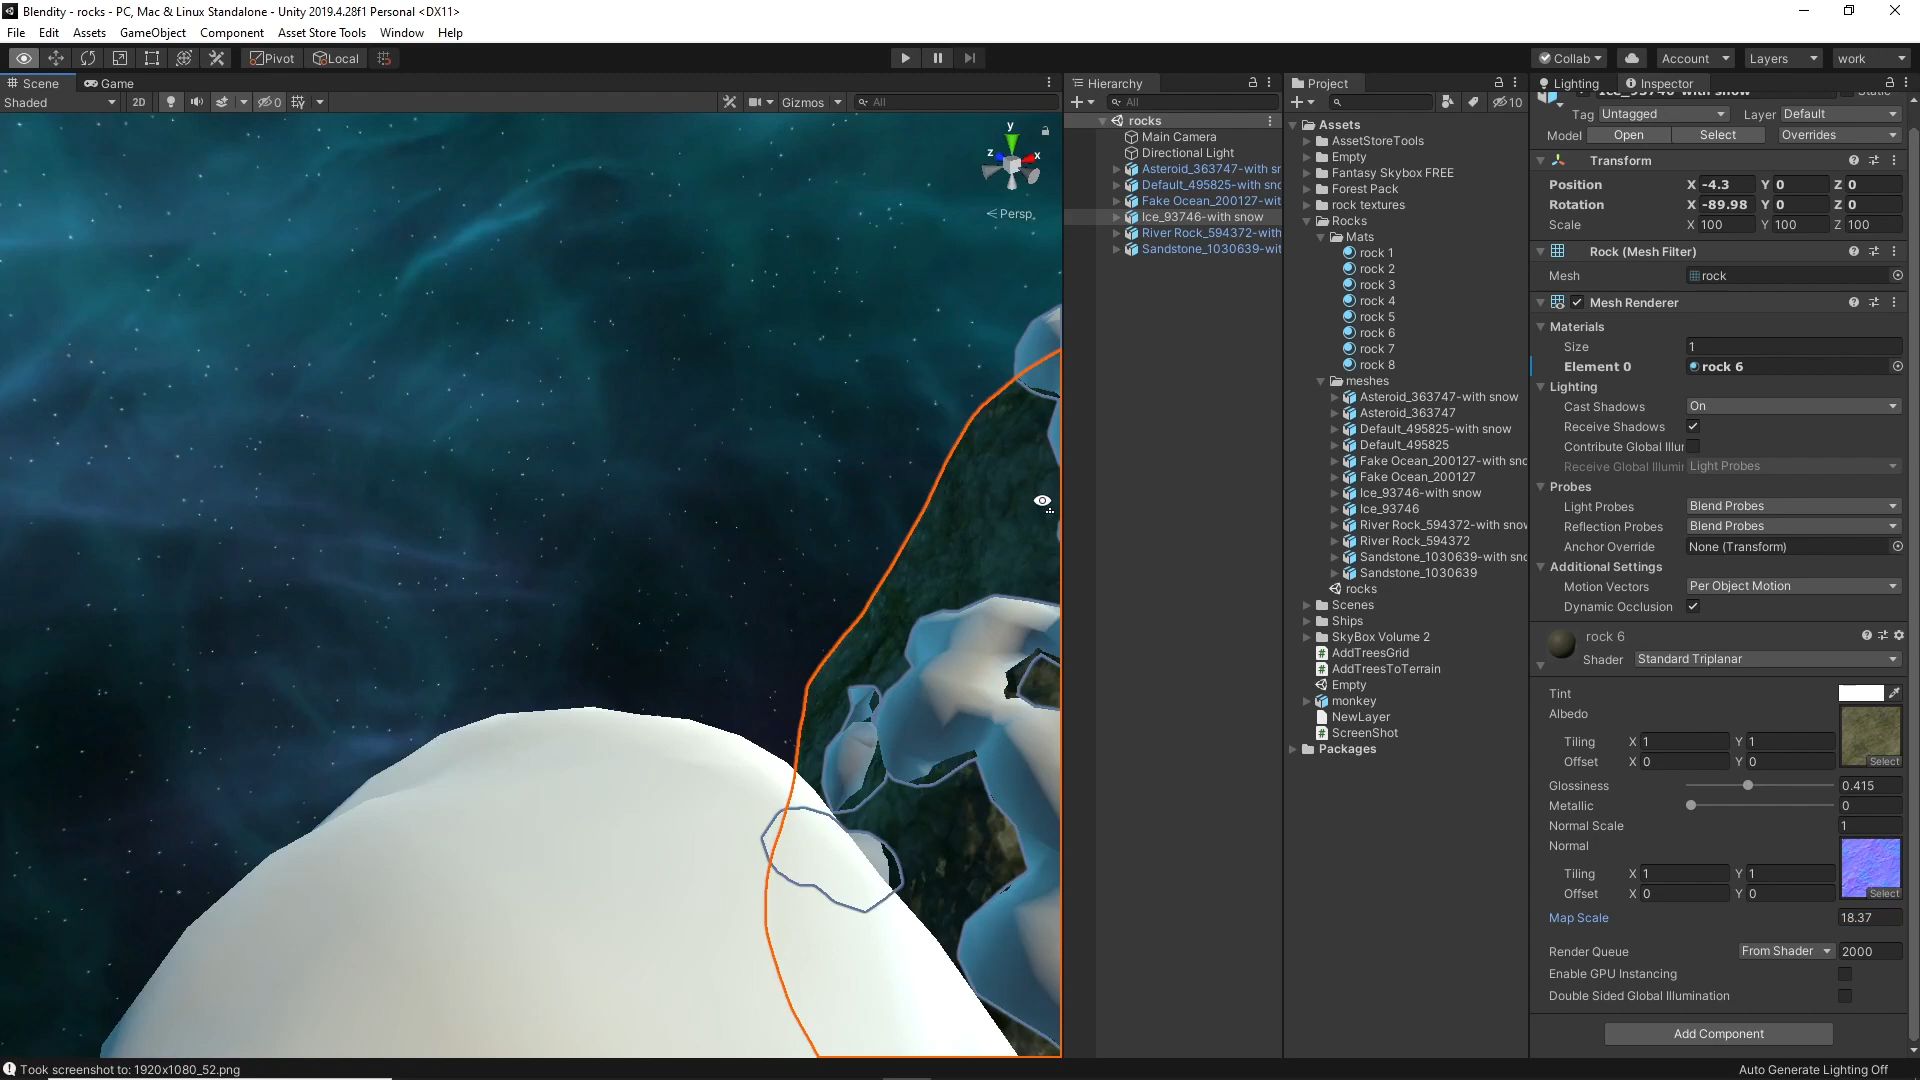 Blendity - rocks - PC, Mac & Linux Standalone - Unity 2019.4.28f1 Personal <DX11>
File Edit Assets GameObject Component Asset Store Tools Window Help
Pivot Local Collab Account Layers work
Scene Game
Shaded 2D 0 Gizmos All
y
z x
Persp
Hierarchy
All
rocks
Main Camera
Directional Light
Asteroid_363747-with sn
Default_495825-with sno
Fake Ocean_200127-wit
Ice_93746-with snow
River Rock_594372-with
Sandstone_1030639-wit
Project
10
Assets
AssetStoreTools
Empty
Fantasy Skybox FREE
Forest Pack
rock textures
Rocks
Mats
rock 1
rock 2
rock 3
rock 4
rock 5
rock 6
rock 7
rock 8
meshes
Asteroid_363747-with snow
Asteroid_363747
Default_495825-with snow
Default_495825
Fake Ocean_200127-with sno
Fake Ocean_200127
Ice_93746-with snow
Ice_93746
River Rock_594372-with snow
River Rock_594372
Sandstone_1030639-with sno
Sandstone_1030639
rocks
Scenes
Ships
SkyBox Volume 2
AddTreesGrid
AddTreesToTerrain
Empty
monkey
NewLayer
ScreenShot
Packages
Lighting Inspector
Ice_93746-with snow Static
Tag Untagged Layer Default
Model Open Select Overrides
Transform
Position X -4.3 Y 0 Z 0
Rotation X -89.98 Y 0 Z 0
Scale X 100 Y 100 Z 100
Rock (Mesh Filter)
Mesh rock
Mesh Renderer
Materials
Size 1
Element 0 rock 6
Lighting
Cast Shadows On
Receive Shadows
Contribute Global Illur
Receive Global Illumir Light Probes
Probes
Light Probes Blend Probes
Reflection Probes Blend Probes
Anchor Override None (Transform)
Additional Settings
Motion Vectors Per Object Motion
Dynamic Occlusion
rock 6
Shader Standard Triplanar
Tint
Albedo
Tiling X 1 Y 1
Offset X 0 Y 0 Select
Glossiness 0.415
Metallic 0
Normal Scale 1
Normal
Tiling X 1 Y 1
Offset X 0 Y 0 Select
Map Scale 18.37
Render Queue From Shader 2000
Enable GPU Instancing
Double Sided Global Illumination
Add Component
Took screenshot to: 1920x1080_52.png
Auto Generate Lighting Off